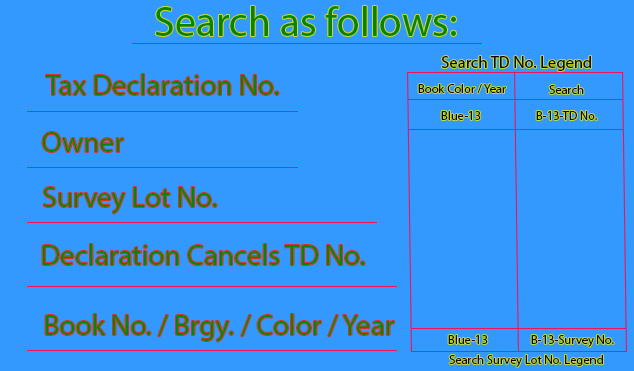 Search as follows:
Tax Declaration No.
Owner
Survey Lot No.
Declaration Cancels TD No.
Book No. / Brgy. / Color / Year
Search TD No. Legend
Book Color / Year Search
Blue-13 B-13-TD No.
Blue-13 B-13-Survey No.
Search Survey Lot No. Legend